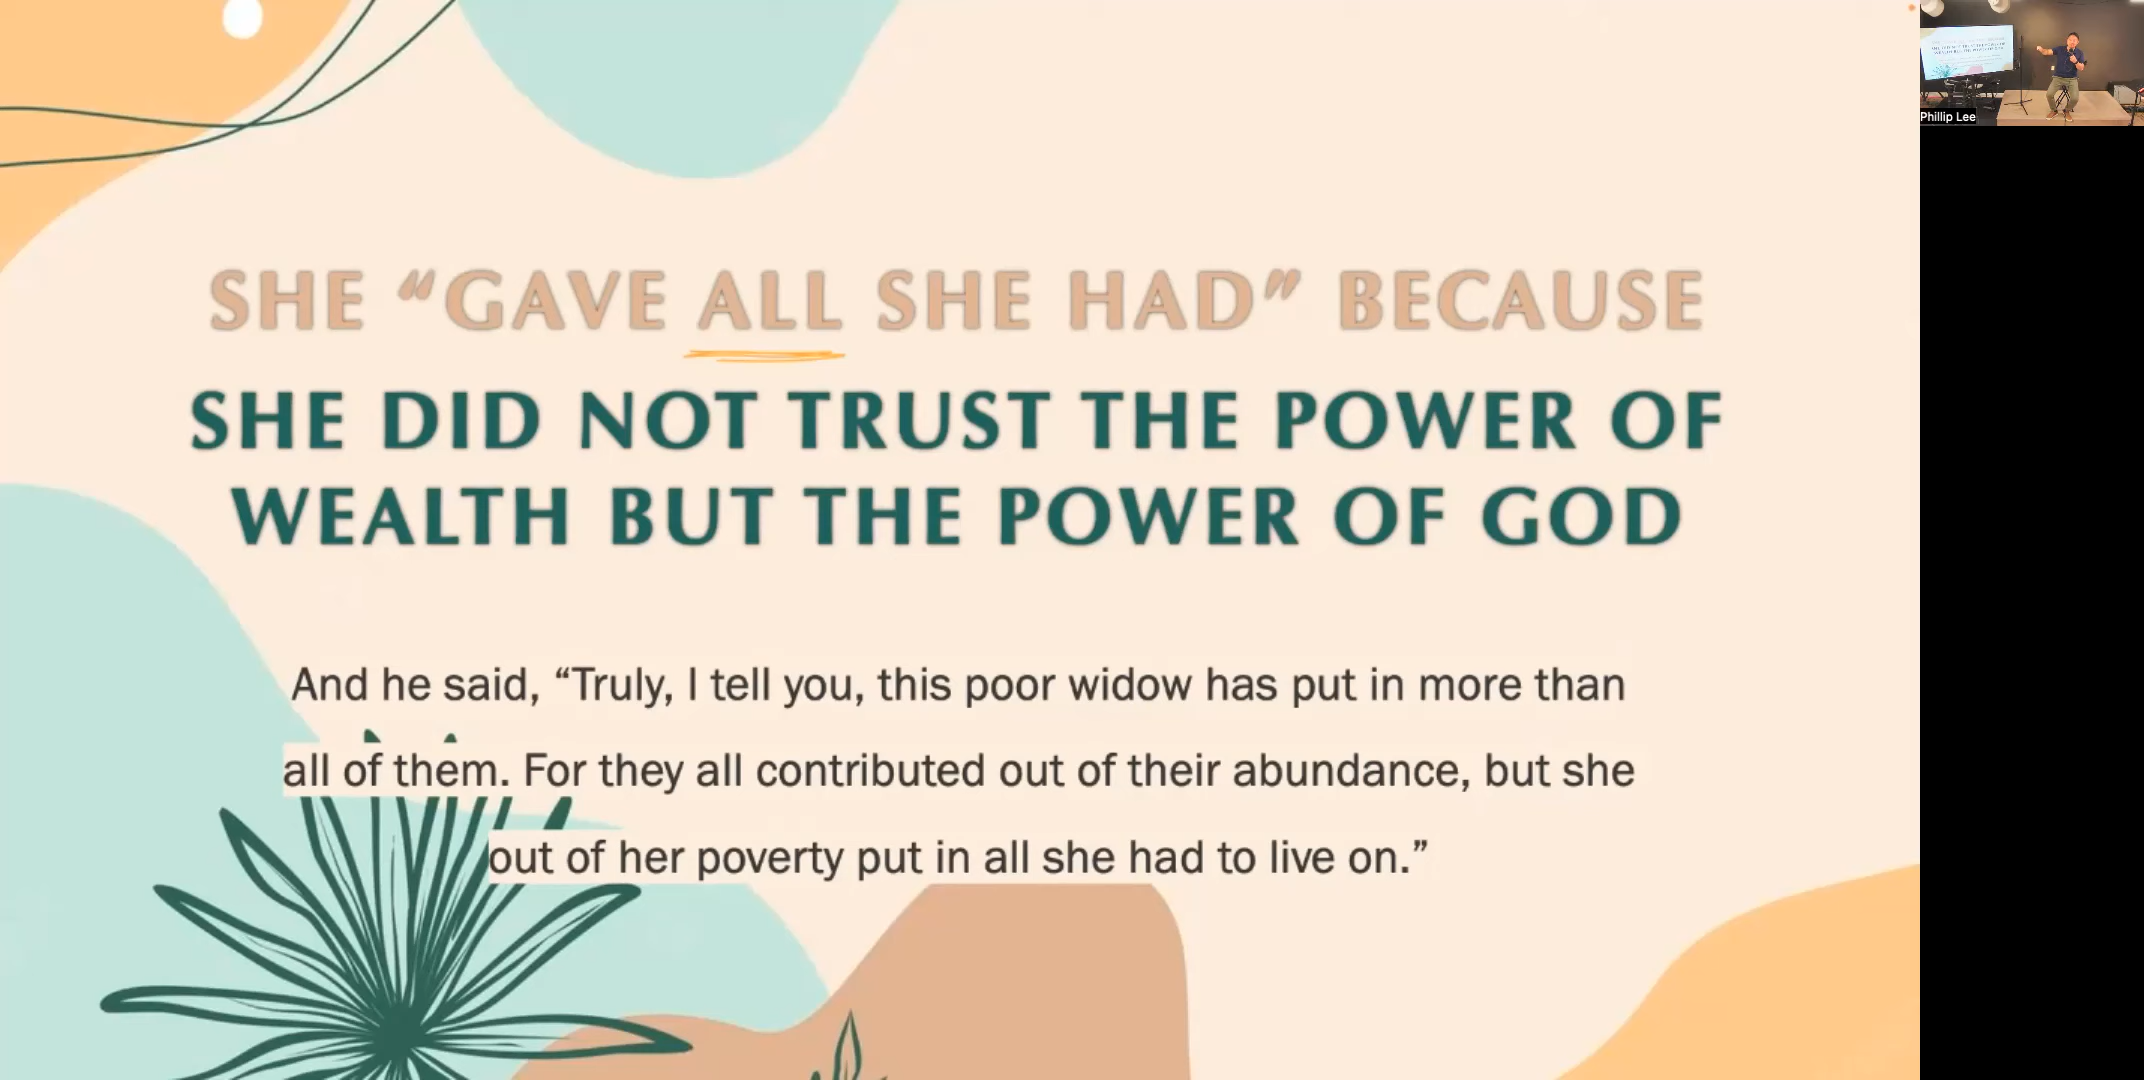 SHE “GAVE ALL SHE HAD” BECAUSE
SHE DID NOT TRUST THE POWER OF
WEALTH BUT THE POWER OF GOD
And he said, “Truly, I tell you, this poor widow has put in more than
all of them. For they all contributed out of their abundance, but she
out of her poverty put in all she had to live on.”
Phillip Lee